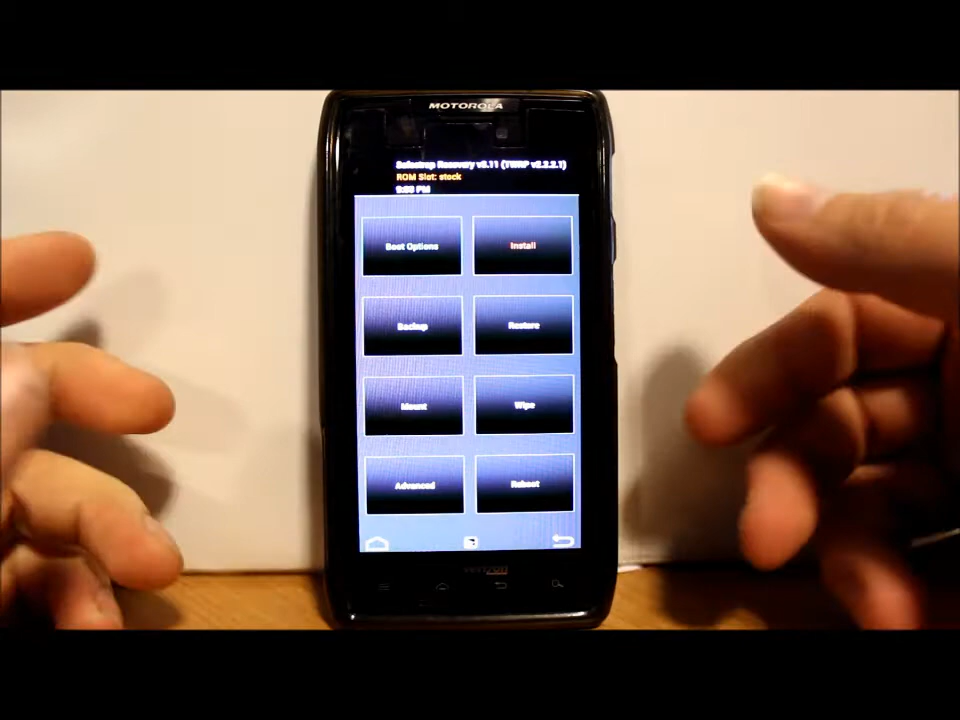 MOTOROLA
Safestrap Recovery v3.11 (TWRP v2.2.2.1)
ROM Slot: stock
Boot Options
Install
Backup
Restore
Mount
Wipe
Advanced
Reboot
verizon